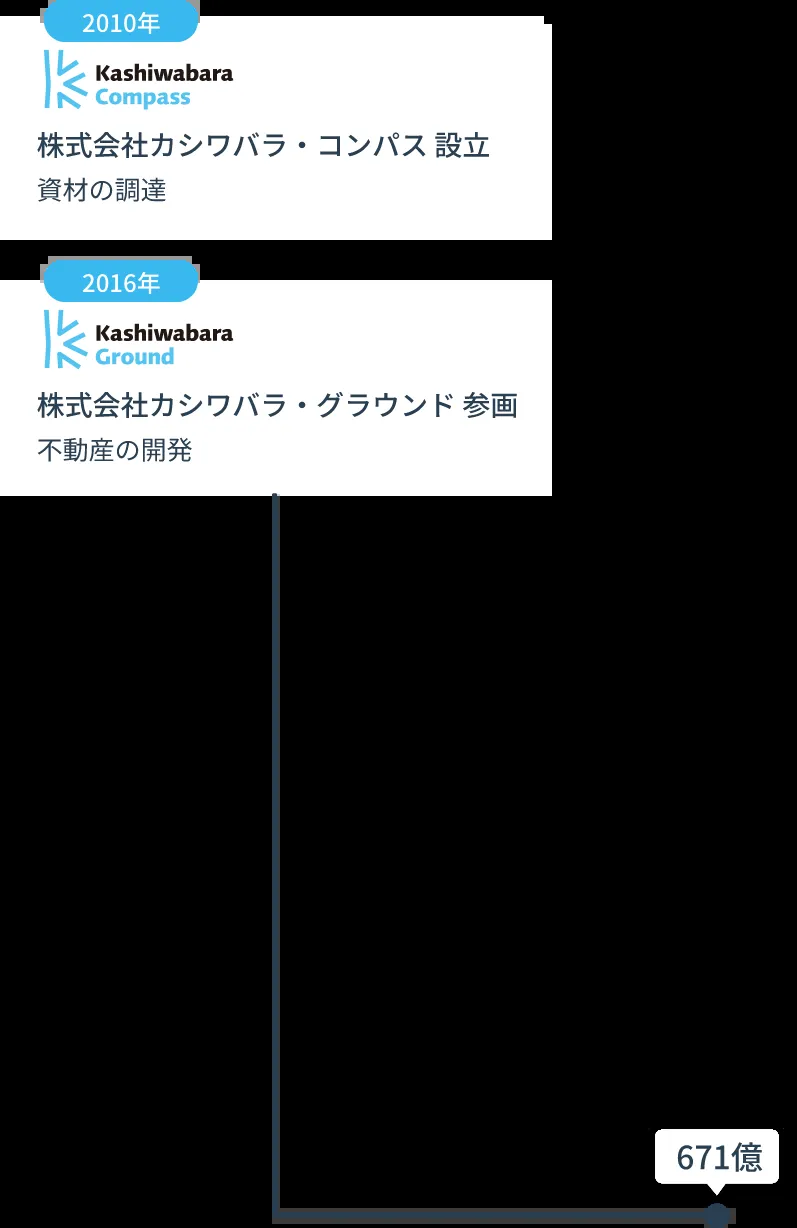 2010年
Kashiwabara
Compass
株式会社カシワバラ・コンパス 設立
資材の調達
2016年
Kashiwabara
Ground
株式会社カシワバラ・グラウンド 参画
不動産の開発
671億